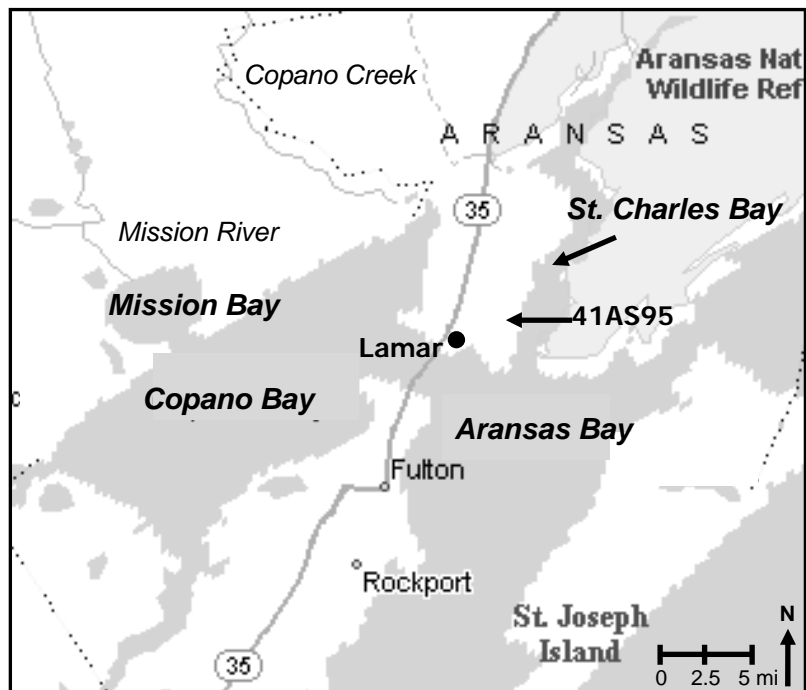 Aransas Nat
Wildlife Ref
Copano Creek
A R A N S A S
35
St. Charles Bay
Mission River
Mission Bay
41AS95
Lamar
Copano Bay
Aransas Bay
Fulton
Rockport
St. Joseph
Island
N
35
0 2.5 5 mi